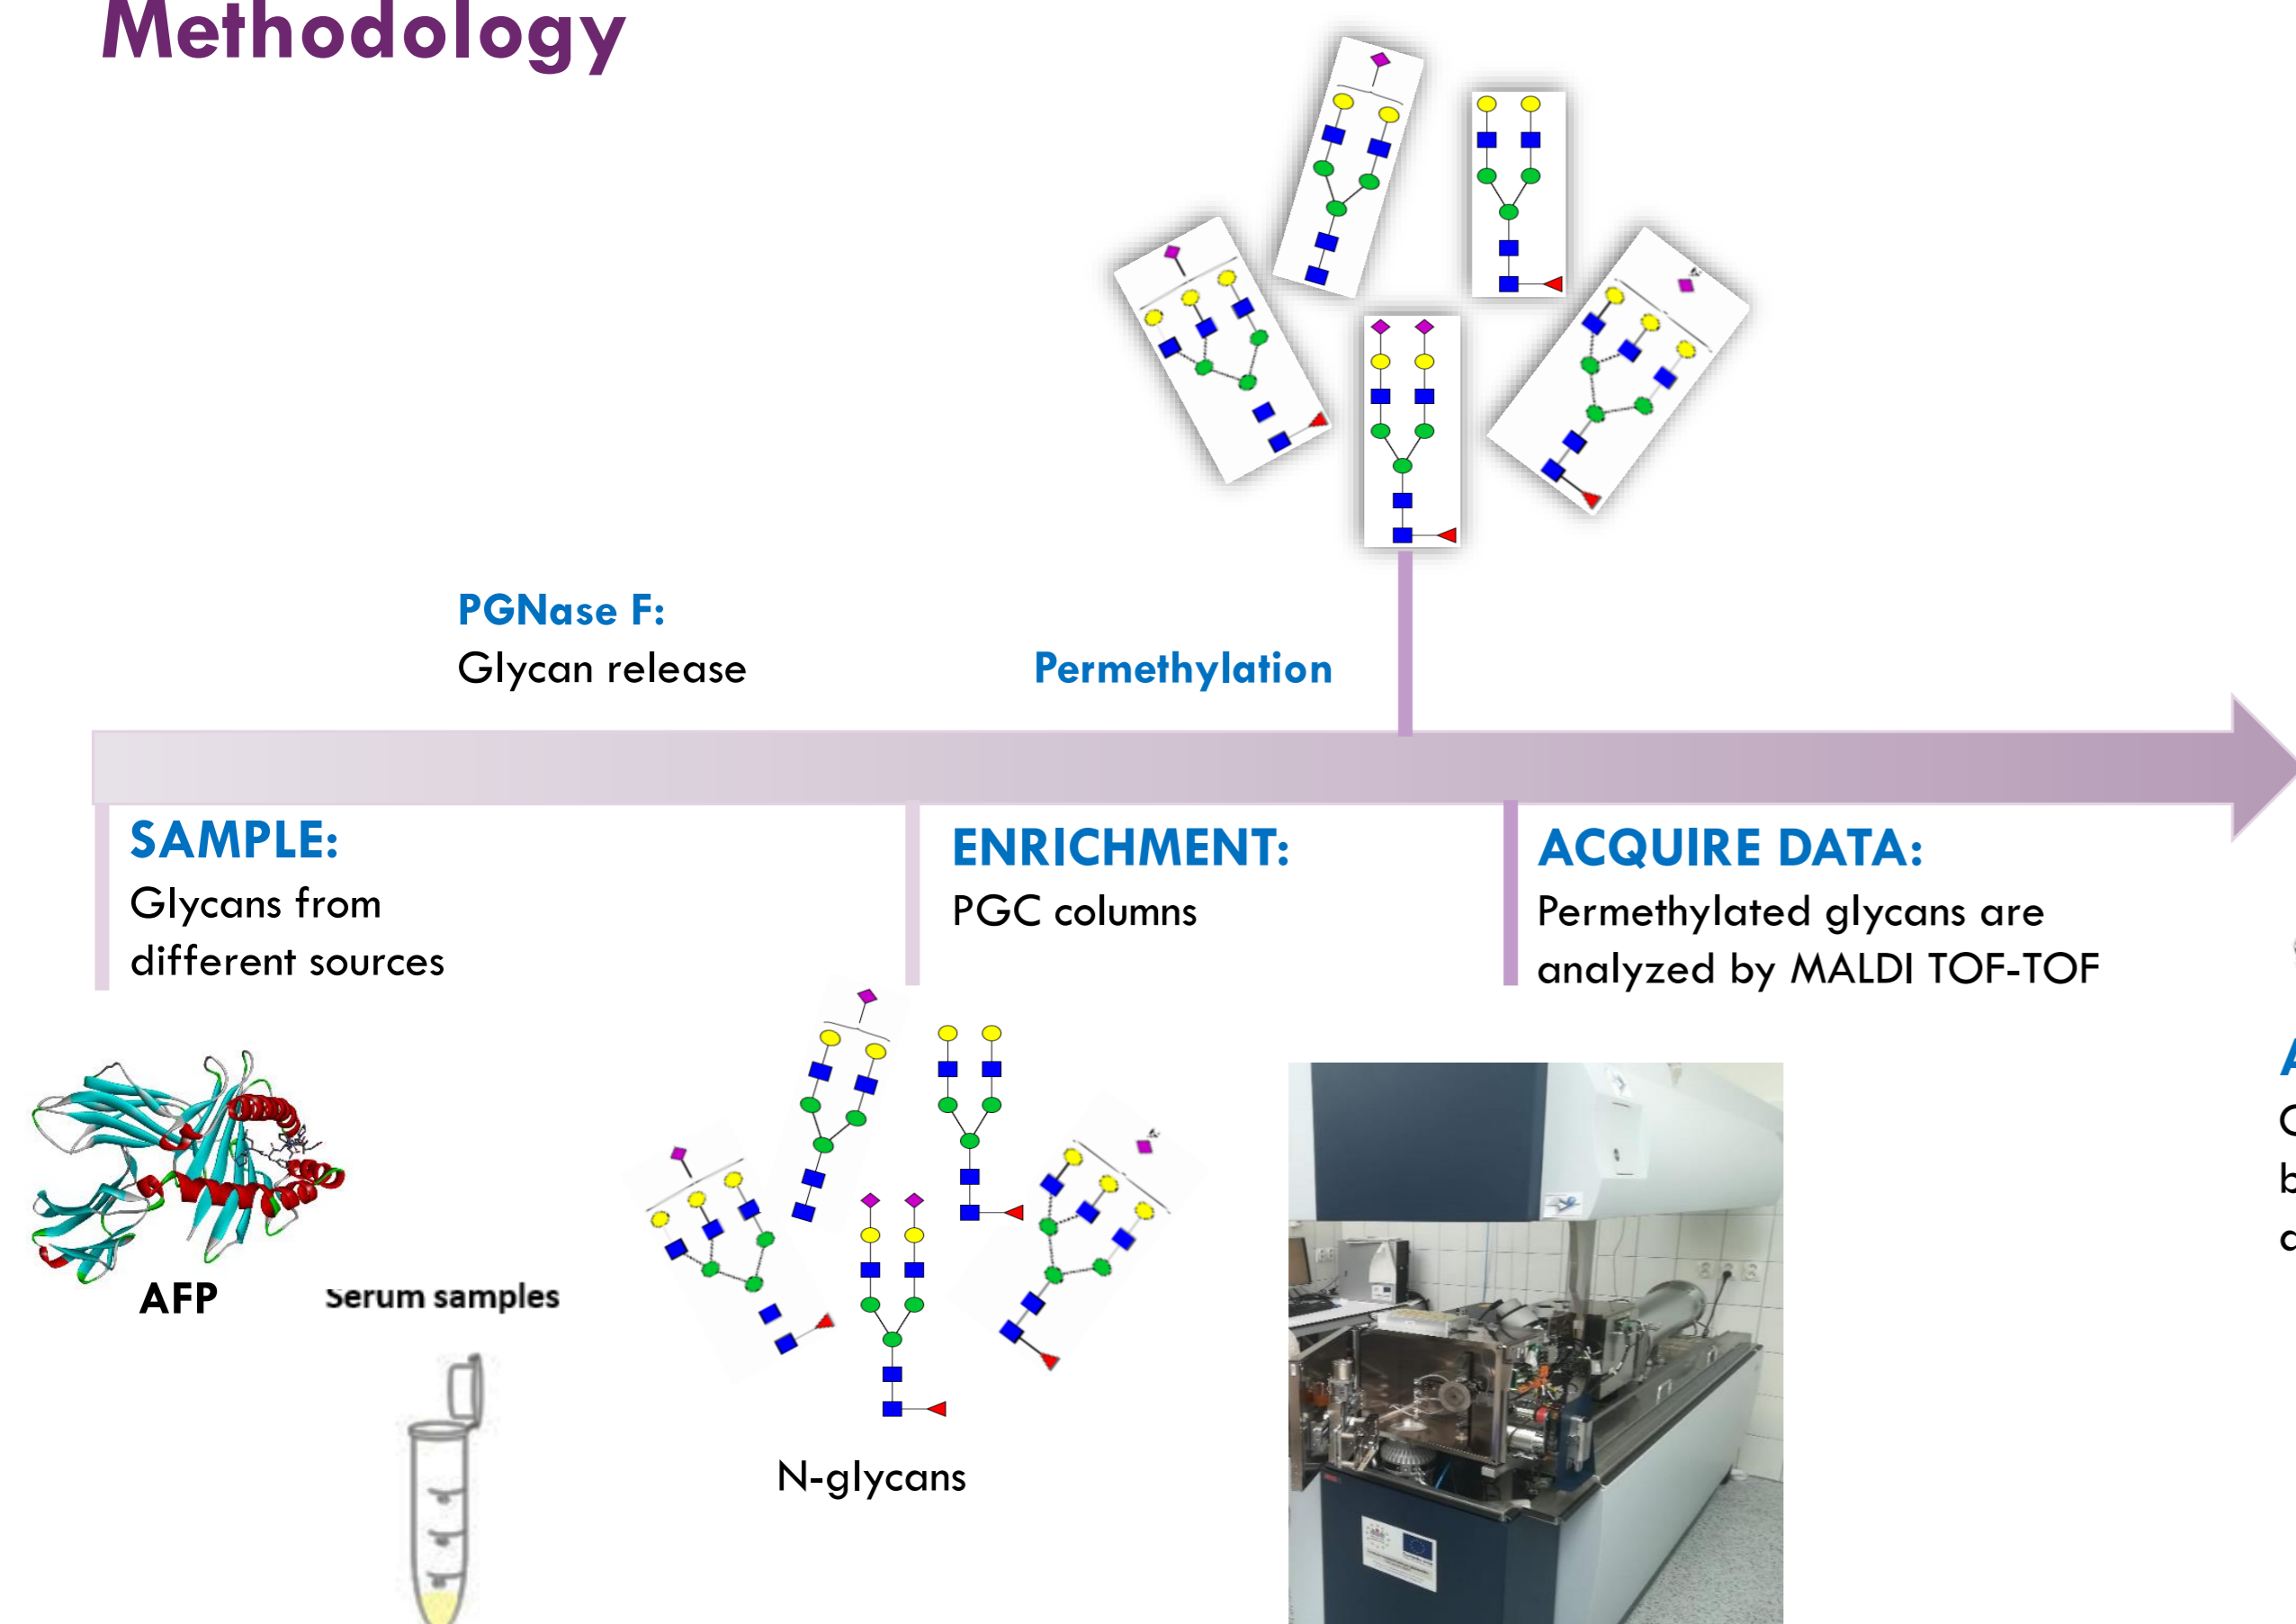 Methodology
PGNase F:
Glycan release
Permethylation
SAMPLE:
Glycans from
different sources
ENRICHMENT:
PGC columns
ACQUIRE DATA:
Permethylated glycans are
analyzed by MALDI TOF-TOF
AFP
Serum samples
N-glycans